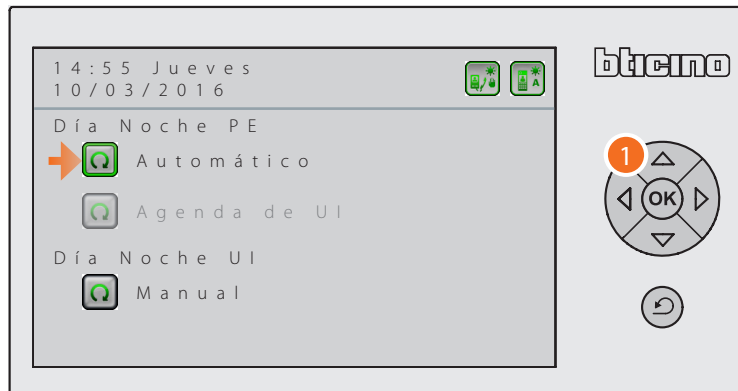 14:55 Jueves
10/03/2016
A
bticino
Día Noche PE
Automático
1
OK
Agenda de UI
Día Noche UI
Manual